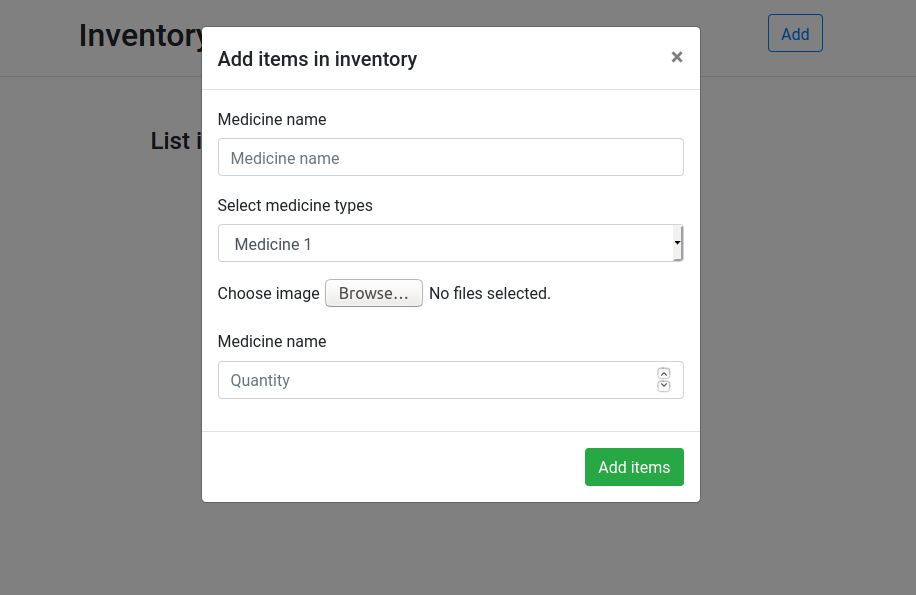 Inventory
Add
Add items in inventory
×
List i
Medicine name
Medicine name
Select medicine types
Medicine 1
Choose image Browse... No files selected.
Medicine name
Quantity
Add items